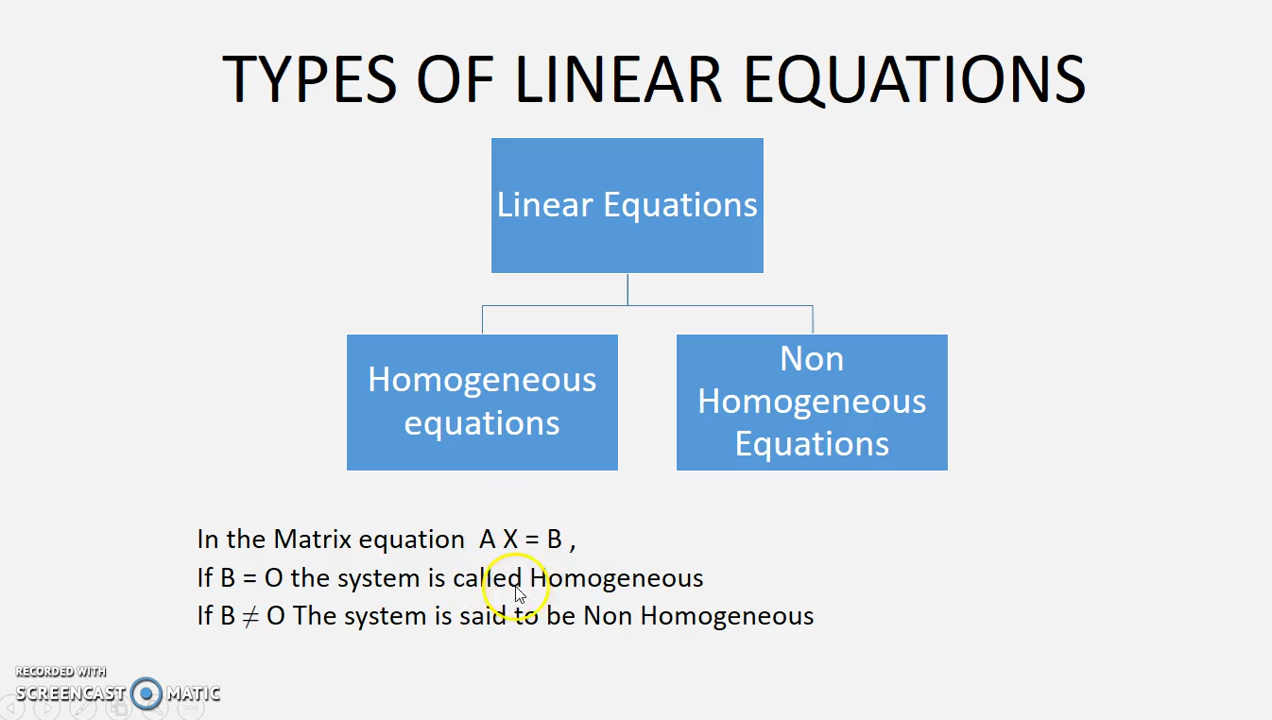 TYPES OF LINEAR EQUATIONS
Linear Equations
Homogeneous
equations
Non
Homogeneous
Equations
In the Matrix equation  A X = B ,
If B = O the system is called Homogeneous
If B ≠ O The system is said to be Non Homogeneous
RECORDED WITH
SCREENCAST MATIC